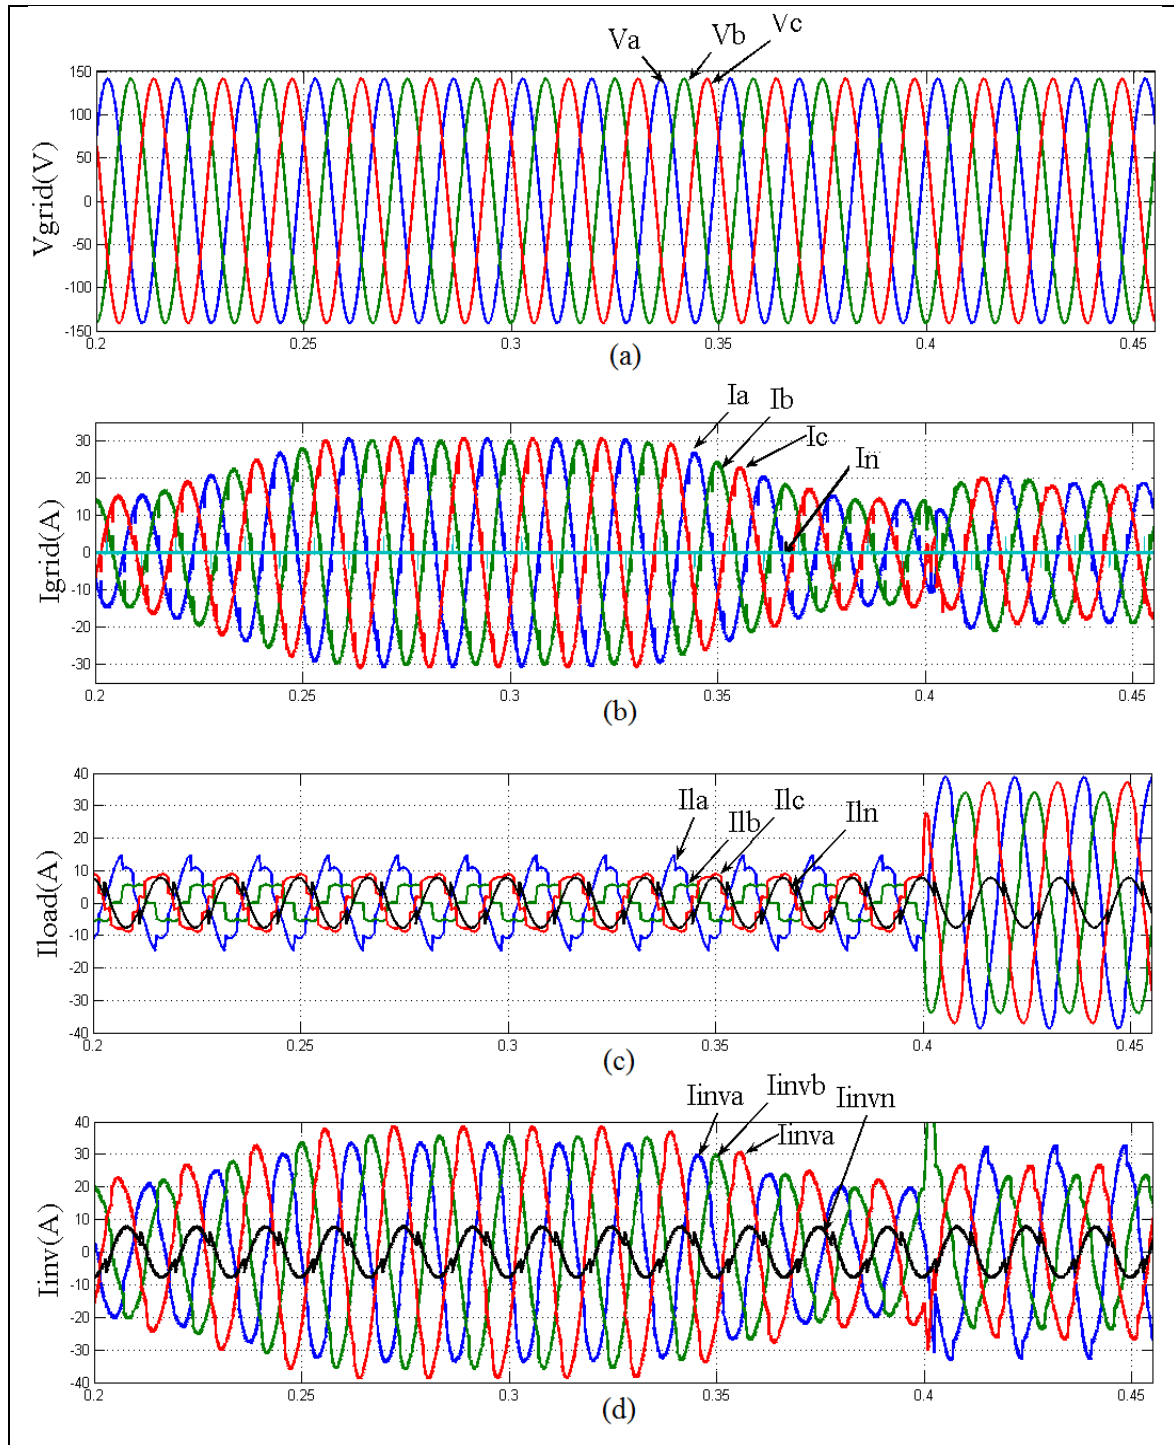 Va Vb Vc
150
100
50
0
-50
-100
-150
Vgrid(V)
0.2 0.25 0.3 0.35 0.4 0.45
(a)
Ia Ib Ic In
30
20
10
0
-10
-20
-30
Igrid(A)
0.2 0.25 0.3 0.35 0.4 0.45
(b)
40
30
20
10
0
-10
-20
-30
-40
Iload(A)
Ila Ilb Ilc Iln
0.2 0.25 0.3 0.35 0.4 0.45
(c)
Iinva Iinvb Iinvn
Iinva
40
30
20
10
0
-10
-20
-30
-40
Iinv(A)
0.2 0.25 0.3 0.35 0.4 0.45
(d)